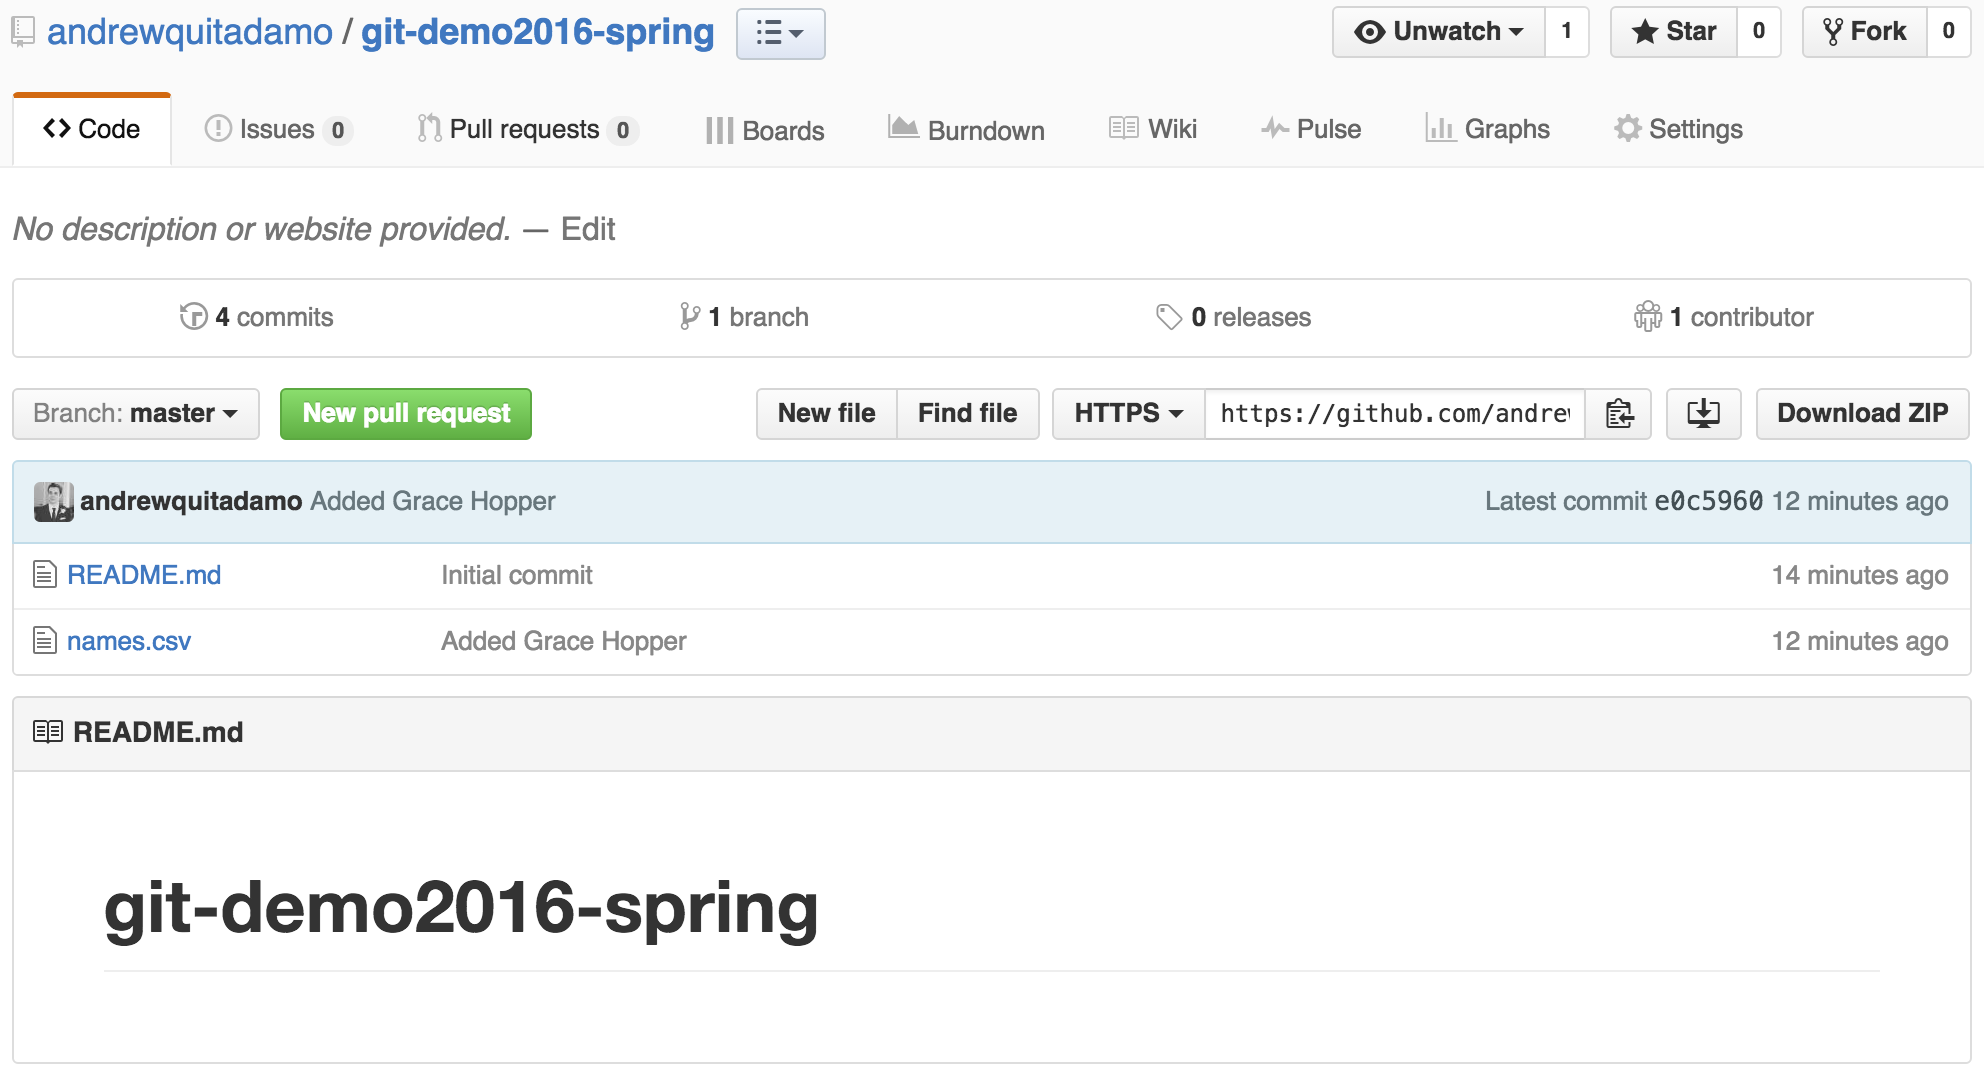 andrewquitadamo / git-demo2016-spring Unwatch 1 Star 0 Fork 0
Code Issues 0 Pull requests 0 Boards Burndown Wiki Pulse Graphs Settings
No description or website provided. — Edit
4 commits 1 branch 0 releases 1 contributor
Branch: master New pull request New file Find file HTTPS https://github.com/andrew Download ZIP
andrewquitadamo Added Grace Hopper Latest commit e0c5960 12 minutes ago
README.md Initial commit 14 minutes ago
names.csv Added Grace Hopper 12 minutes ago
README.md
git-demo2016-spring